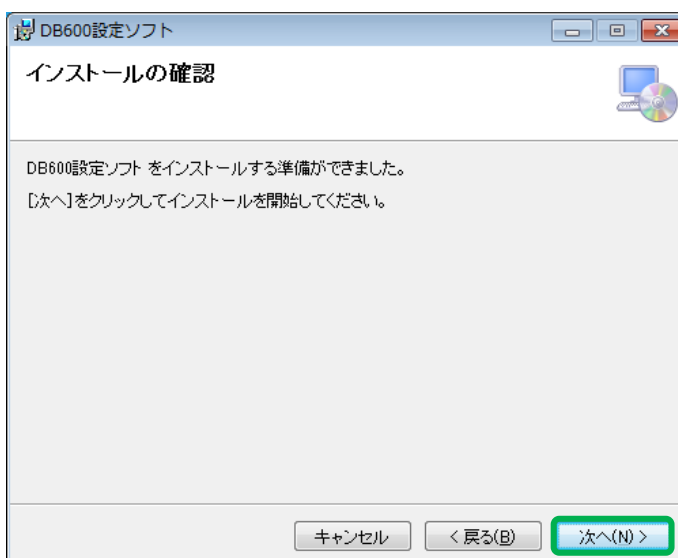 DB600設定ソフト
インストールの確認
DB600設定ソフト をインストールする準備ができました。
[次へ]をクリックしてインストールを開始してください。
キャンセル
< 戻る(B)
次へ(N) >